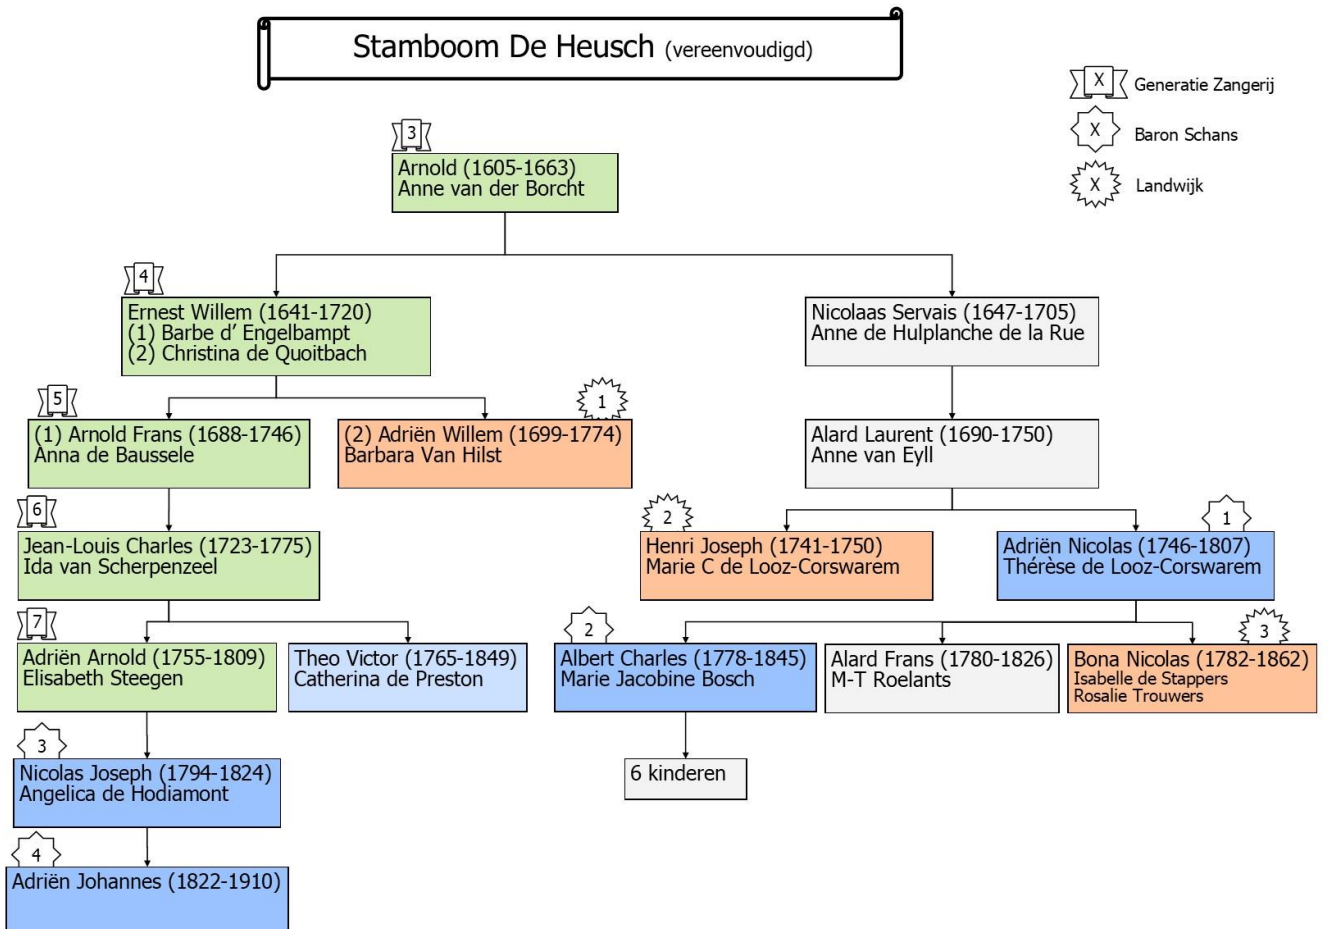 Stamboom De Heusch (vereenvoudigd)
X Generatie Zangerij
X Baron Schans
X Landwijk
3
Arnold (1605-1663)
Anne van der Borcht
4
Ernest Willem (1641-1720)
(1) Barbe d’ Engelbampt
(2) Christina de Quoitbach
Nicolaas Servais (1647-1705)
Anne de Hulplanche de la Rue
5
(1) Arnold Frans (1688-1746)
Anna de Baussele
1
(2) Adriën Willem (1699-1774)
Barbara Van Hilst
Alard Laurent (1690-1750)
Anne van Eyll
6
Jean-Louis Charles (1723-1775)
Ida van Scherpenzeel
2
Henri Joseph (1741-1750)
Marie C de Looz-Corswarem
1
Adriën Nicolas (1746-1807)
Thérèse de Looz-Corswarem
7
Adriën Arnold (1755-1809)
Elisabeth Steegen
Theo Victor (1765-1849)
Catherina de Preston
2
Albert Charles (1778-1845)
Marie Jacobine Bosch
Alard Frans (1780-1826)
M-T Roelants
3
Bona Nicolas (1782-1862)
Isabelle de Stappers
Rosalie Trouwers
3
Nicolas Joseph (1794-1824)
Angelica de Hodiamont
6 kinderen
4
Adriën Johannes (1822-1910)